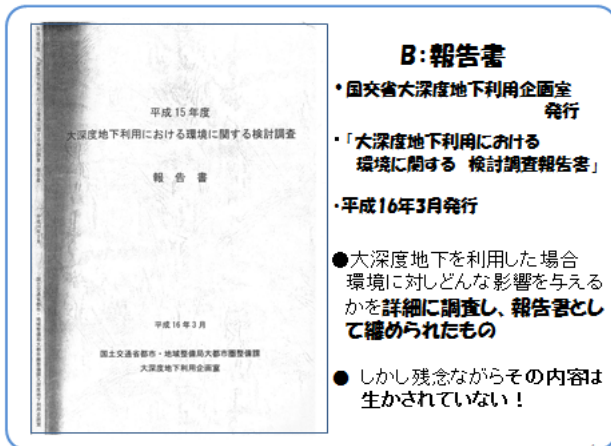 平成15年度
大深度地下利用における環境に関する検討調査
報 告 書
平成16年3月
国土交通省都市・地域整備局大都市圏整備課
大深度地下利用企画室
B:報告書
・国交省大深度地下利用企画室
発行
・「大深度地下利用における
環境に関する 検討調査報告書」
・平成16年3月発行
●大深度地下を利用した場合
環境に対しどんな影響を与える
かを詳細に調査し、報告書とし
て纏められたもの
● しかし残念ながらその内容は
生かされていない!